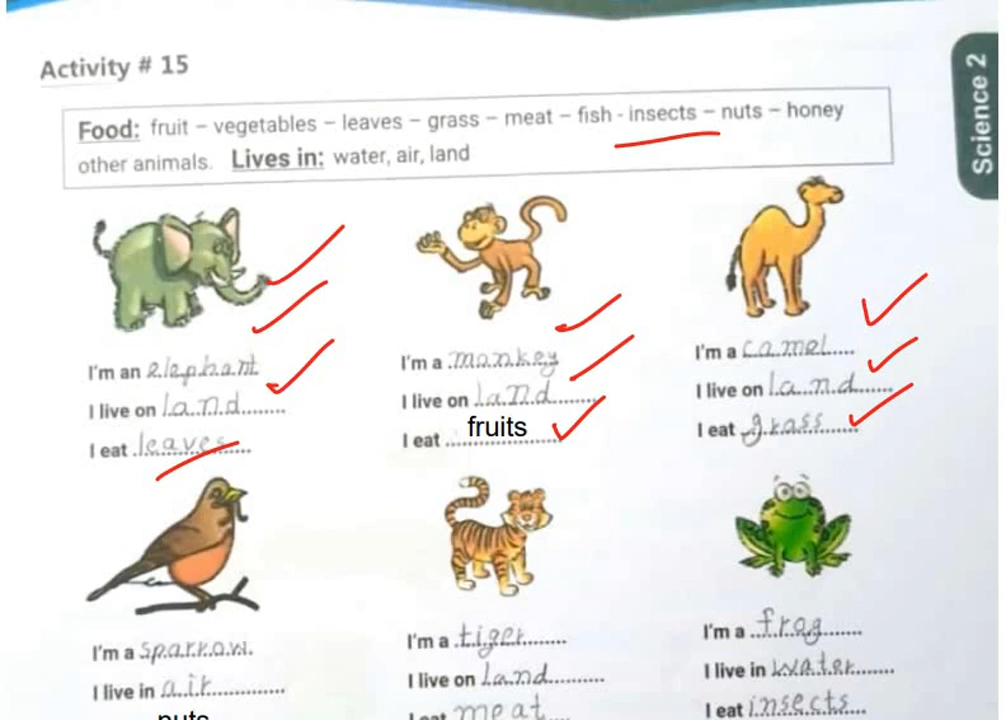 Activity # 15
Science 2
Food: fruit – vegetables – leaves – grass – meat – fish - insects – nuts – honey
other animals. Lives in: water, air, land
I'm an elephant
I live on land
I eat leaves
I'm a monkey
I live on land
I eat fruits
I'm a camel
I live on land
I eat grass
I'm a sparrow.
I live in air
nuts
I'm a tiger
I live on land
I eat meat
I'm a frog
I live in water
I eat insects